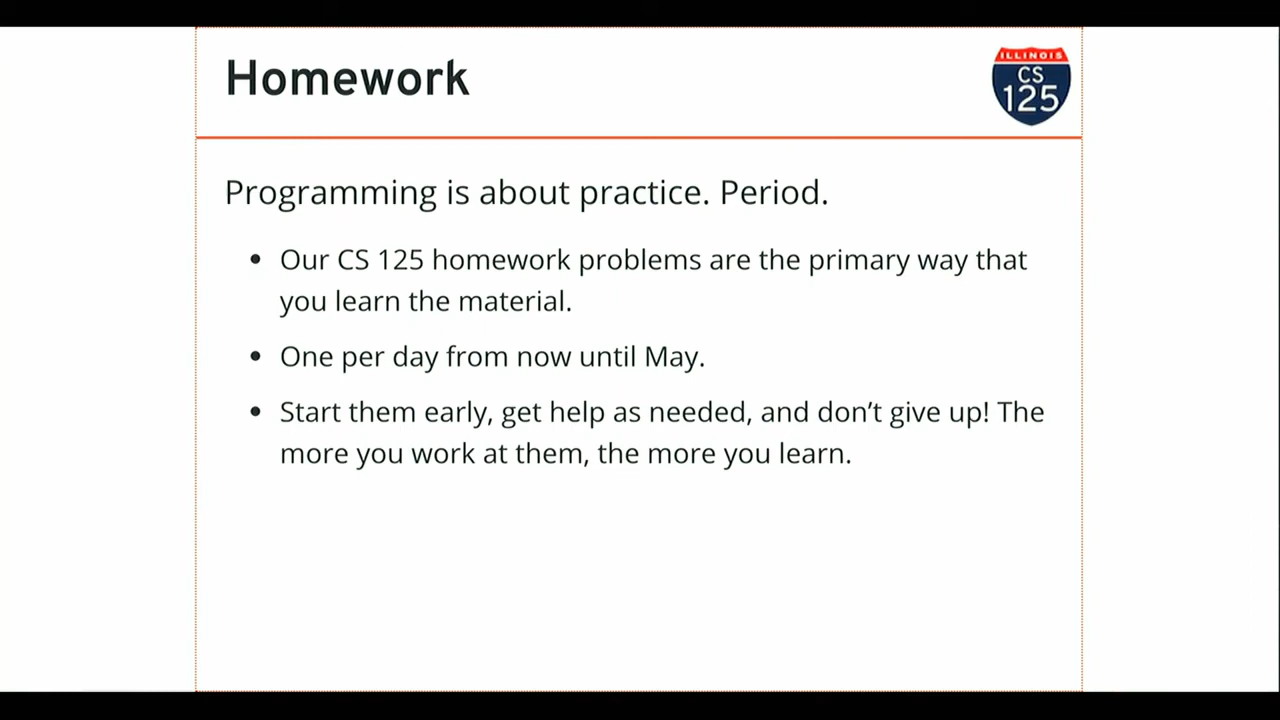 Homework
ILLINOIS
CS
125
Programming is about practice. Period.
• Our CS 125 homework problems are the primary way that
you learn the material.
• One per day from now until May.
• Start them early, get help as needed, and don’t give up! The
more you work at them, the more you learn.